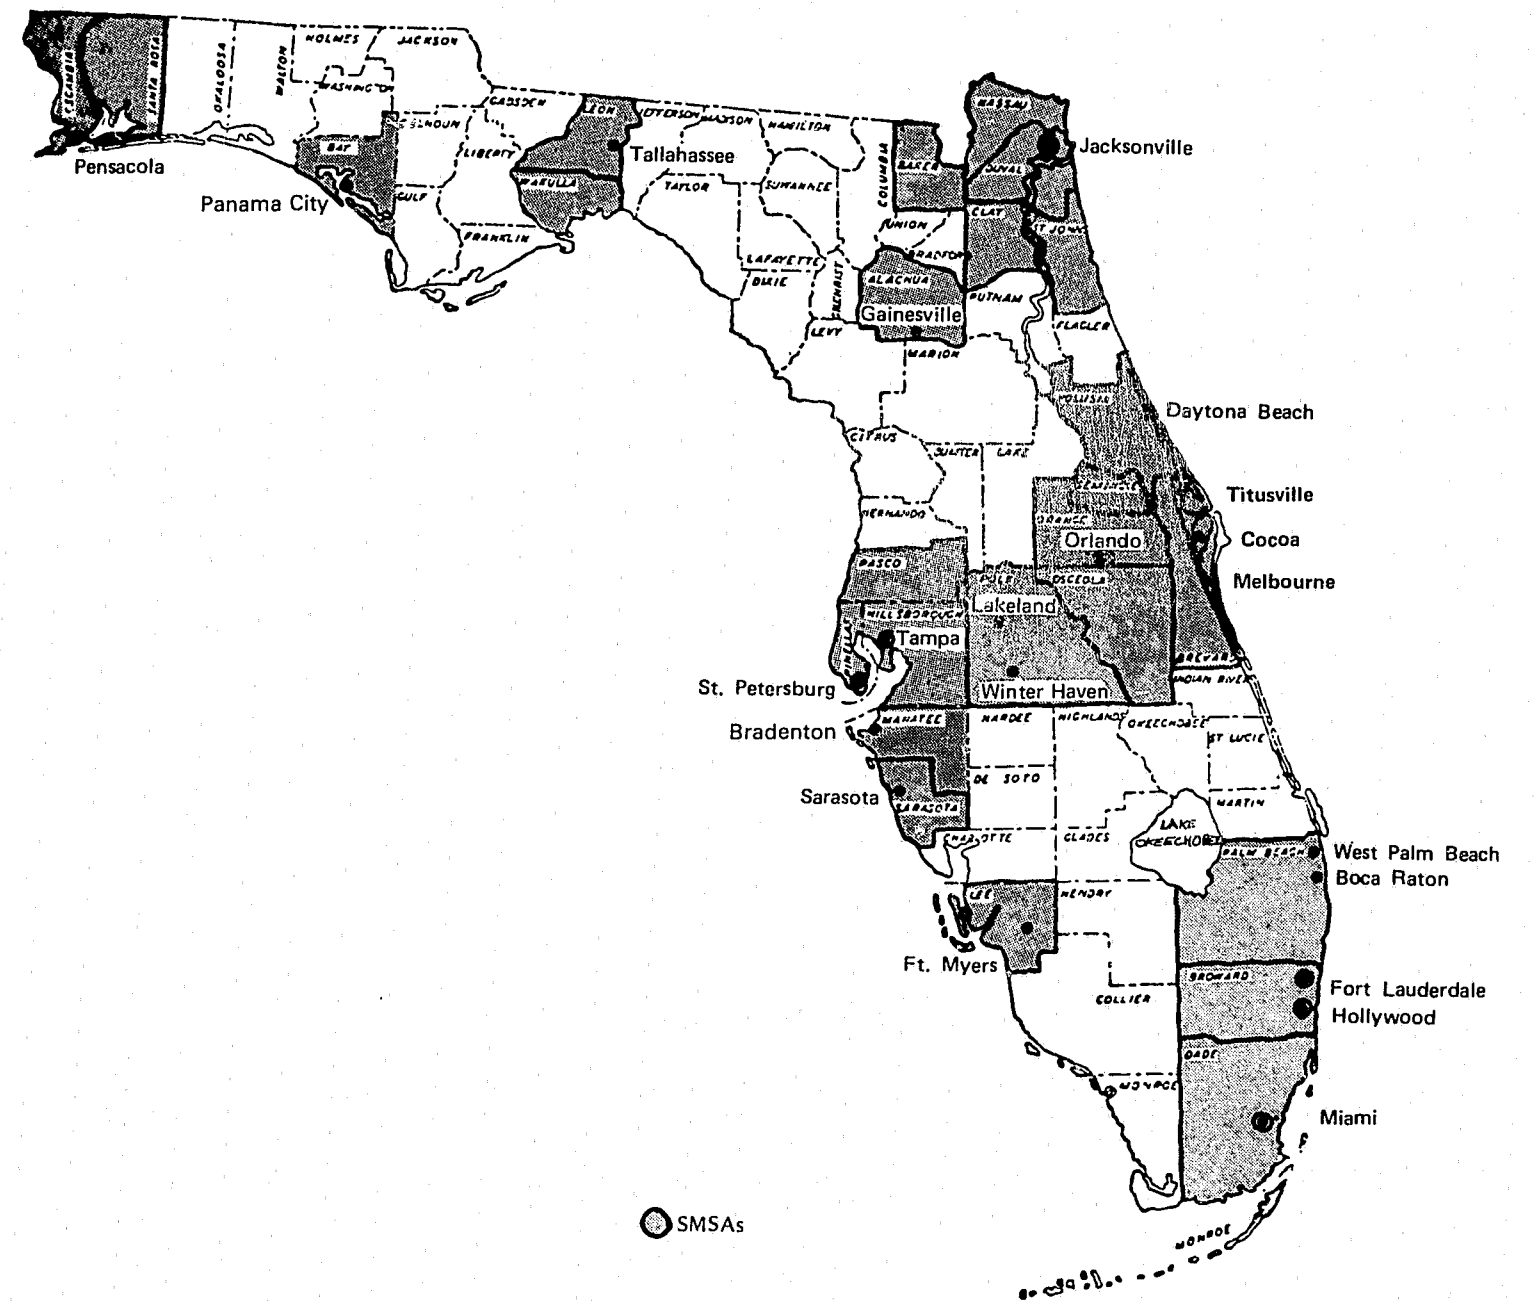 HOLMES
JACKSON
ESCAMBIA
SANTA ROSA
OKALOOSA
WALTON
WASHINGTON
GADSDEN
LEON
JEFFERSON
MADISON
HAMILTON
NASSAU
CALHOUN
BAY
LIBERTY
Pensacola
Tallahassee
Jacksonville
COLUMBIA
BAKER
DUVAL
WAKULLA
TAYLOR
SUWANNEE
GULF
Panama City
CLAY
UNION
ST JOHNS
FRANKLIN
BRADFORD
LAFAYETTE
DIXIE
GILCHRIST
ALACHUA
PUTNAM
Gainesville
LEVY
FLAGLER
MARION
VOLUSIA
Daytona Beach
CITRUS
SUMTER
LAKE
SEMINOLE
Titusville
HERNANDO
ORANGE
Orlando
Cocoa
PASCO
POLK
OSCEOLA
Melbourne
HILLSBOROUGH
Lakeland
PINELLAS
Tampa
BREVARD
INDIAN RIVER
St. Petersburg
Winter Haven
MANATEE
HARDEE
HIGHLANDS
OKEECHOBEE
Bradenton
ST LUCIE
DE SOTO
Sarasota
SARASOTA
MARTIN
CHARLOTTE
GLADES
LAKE
OKEECHOBEE
PALM BEACH
West Palm Beach
Boca Raton
LEE
HENDRY
Ft. Myers
BROWARD
Fort Lauderdale
COLLIER
Hollywood
DADE
MONROE
Miami
SMSAs
MONROE